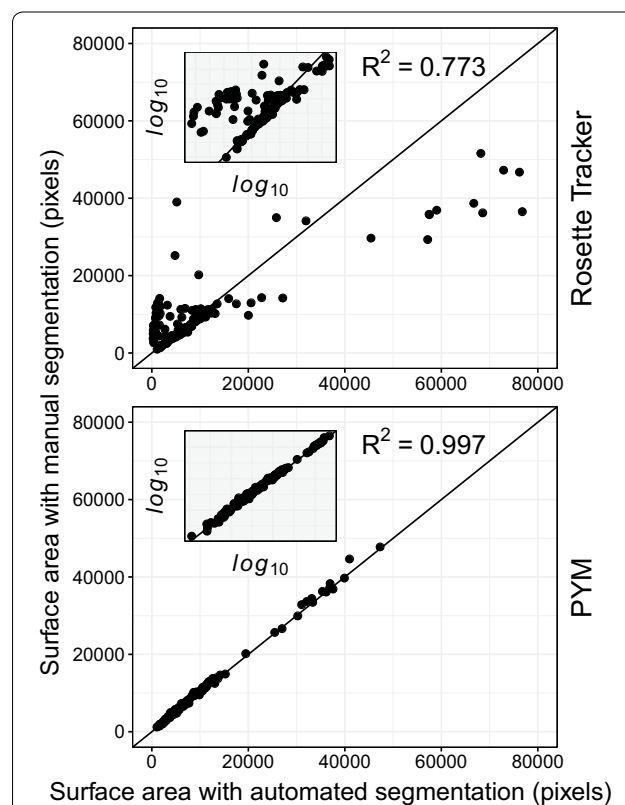 Surface area with manual segmentation (pixels)
80000
60000
40000
20000
0
log10
log10
R² = 0.773
Rosette Tracker
0 20000 40000 60000 80000
80000
60000
40000
20000
0
log10
log10
R² = 0.997
PYM
0 20000 40000 60000 80000
Surface area with automated segmentation (pixels)